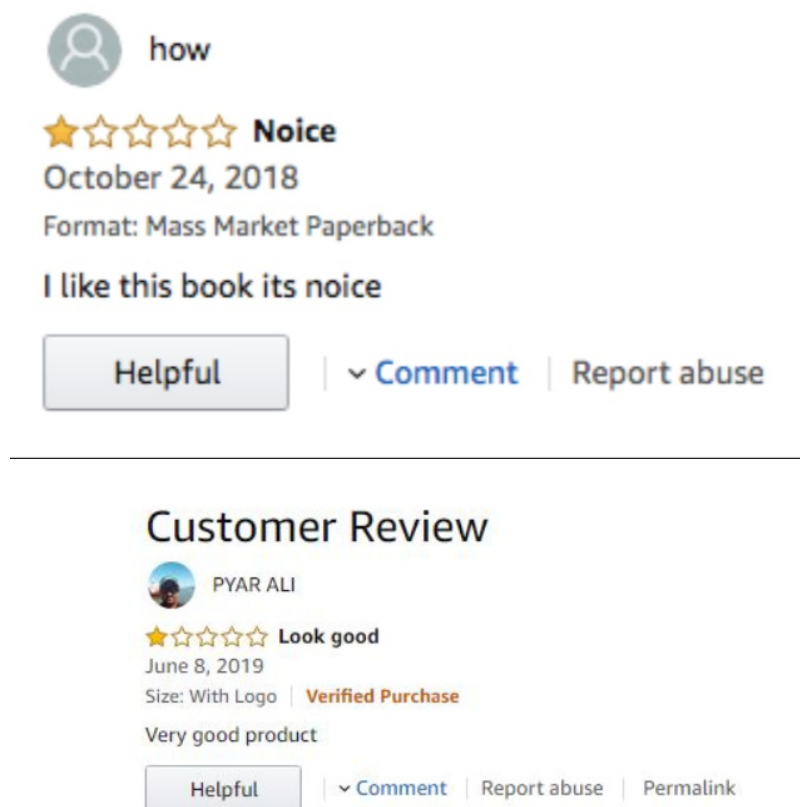 how
Noice
October 24, 2018
Format: Mass Market Paperback
I like this book its noice
Helpful Comment Report abuse
Customer Review
PYAR ALI
Look good
June 8, 2019
Size: With Logo Verified Purchase
Very good product
Helpful Comment Report abuse Permalink